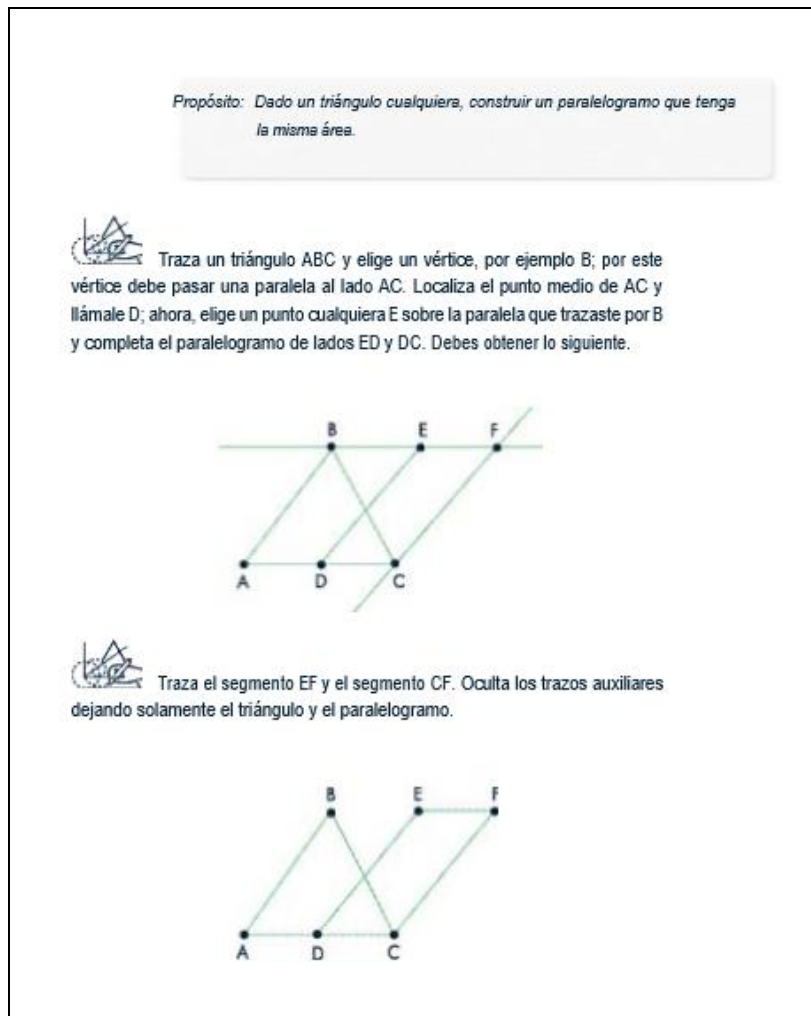 Propósito: Dado un triángulo cualquiera, construir un paralelogramo que tenga
la misma área.
Traza un triángulo ABC y elige un vértice, por ejemplo B; por este
vértice debe pasar una paralela al lado AC. Localiza el punto medio de AC y
llámale D; ahora, elige un punto cualquiera E sobre la paralela que trazaste por B
y completa el paralelogramo de lados ED y DC. Debes obtener lo siguiente.
B E F
A D C
Traza el segmento EF y el segmento CF. Oculta los trazos auxiliares
dejando solamente el triángulo y el paralelogramo.
B E F
A D C